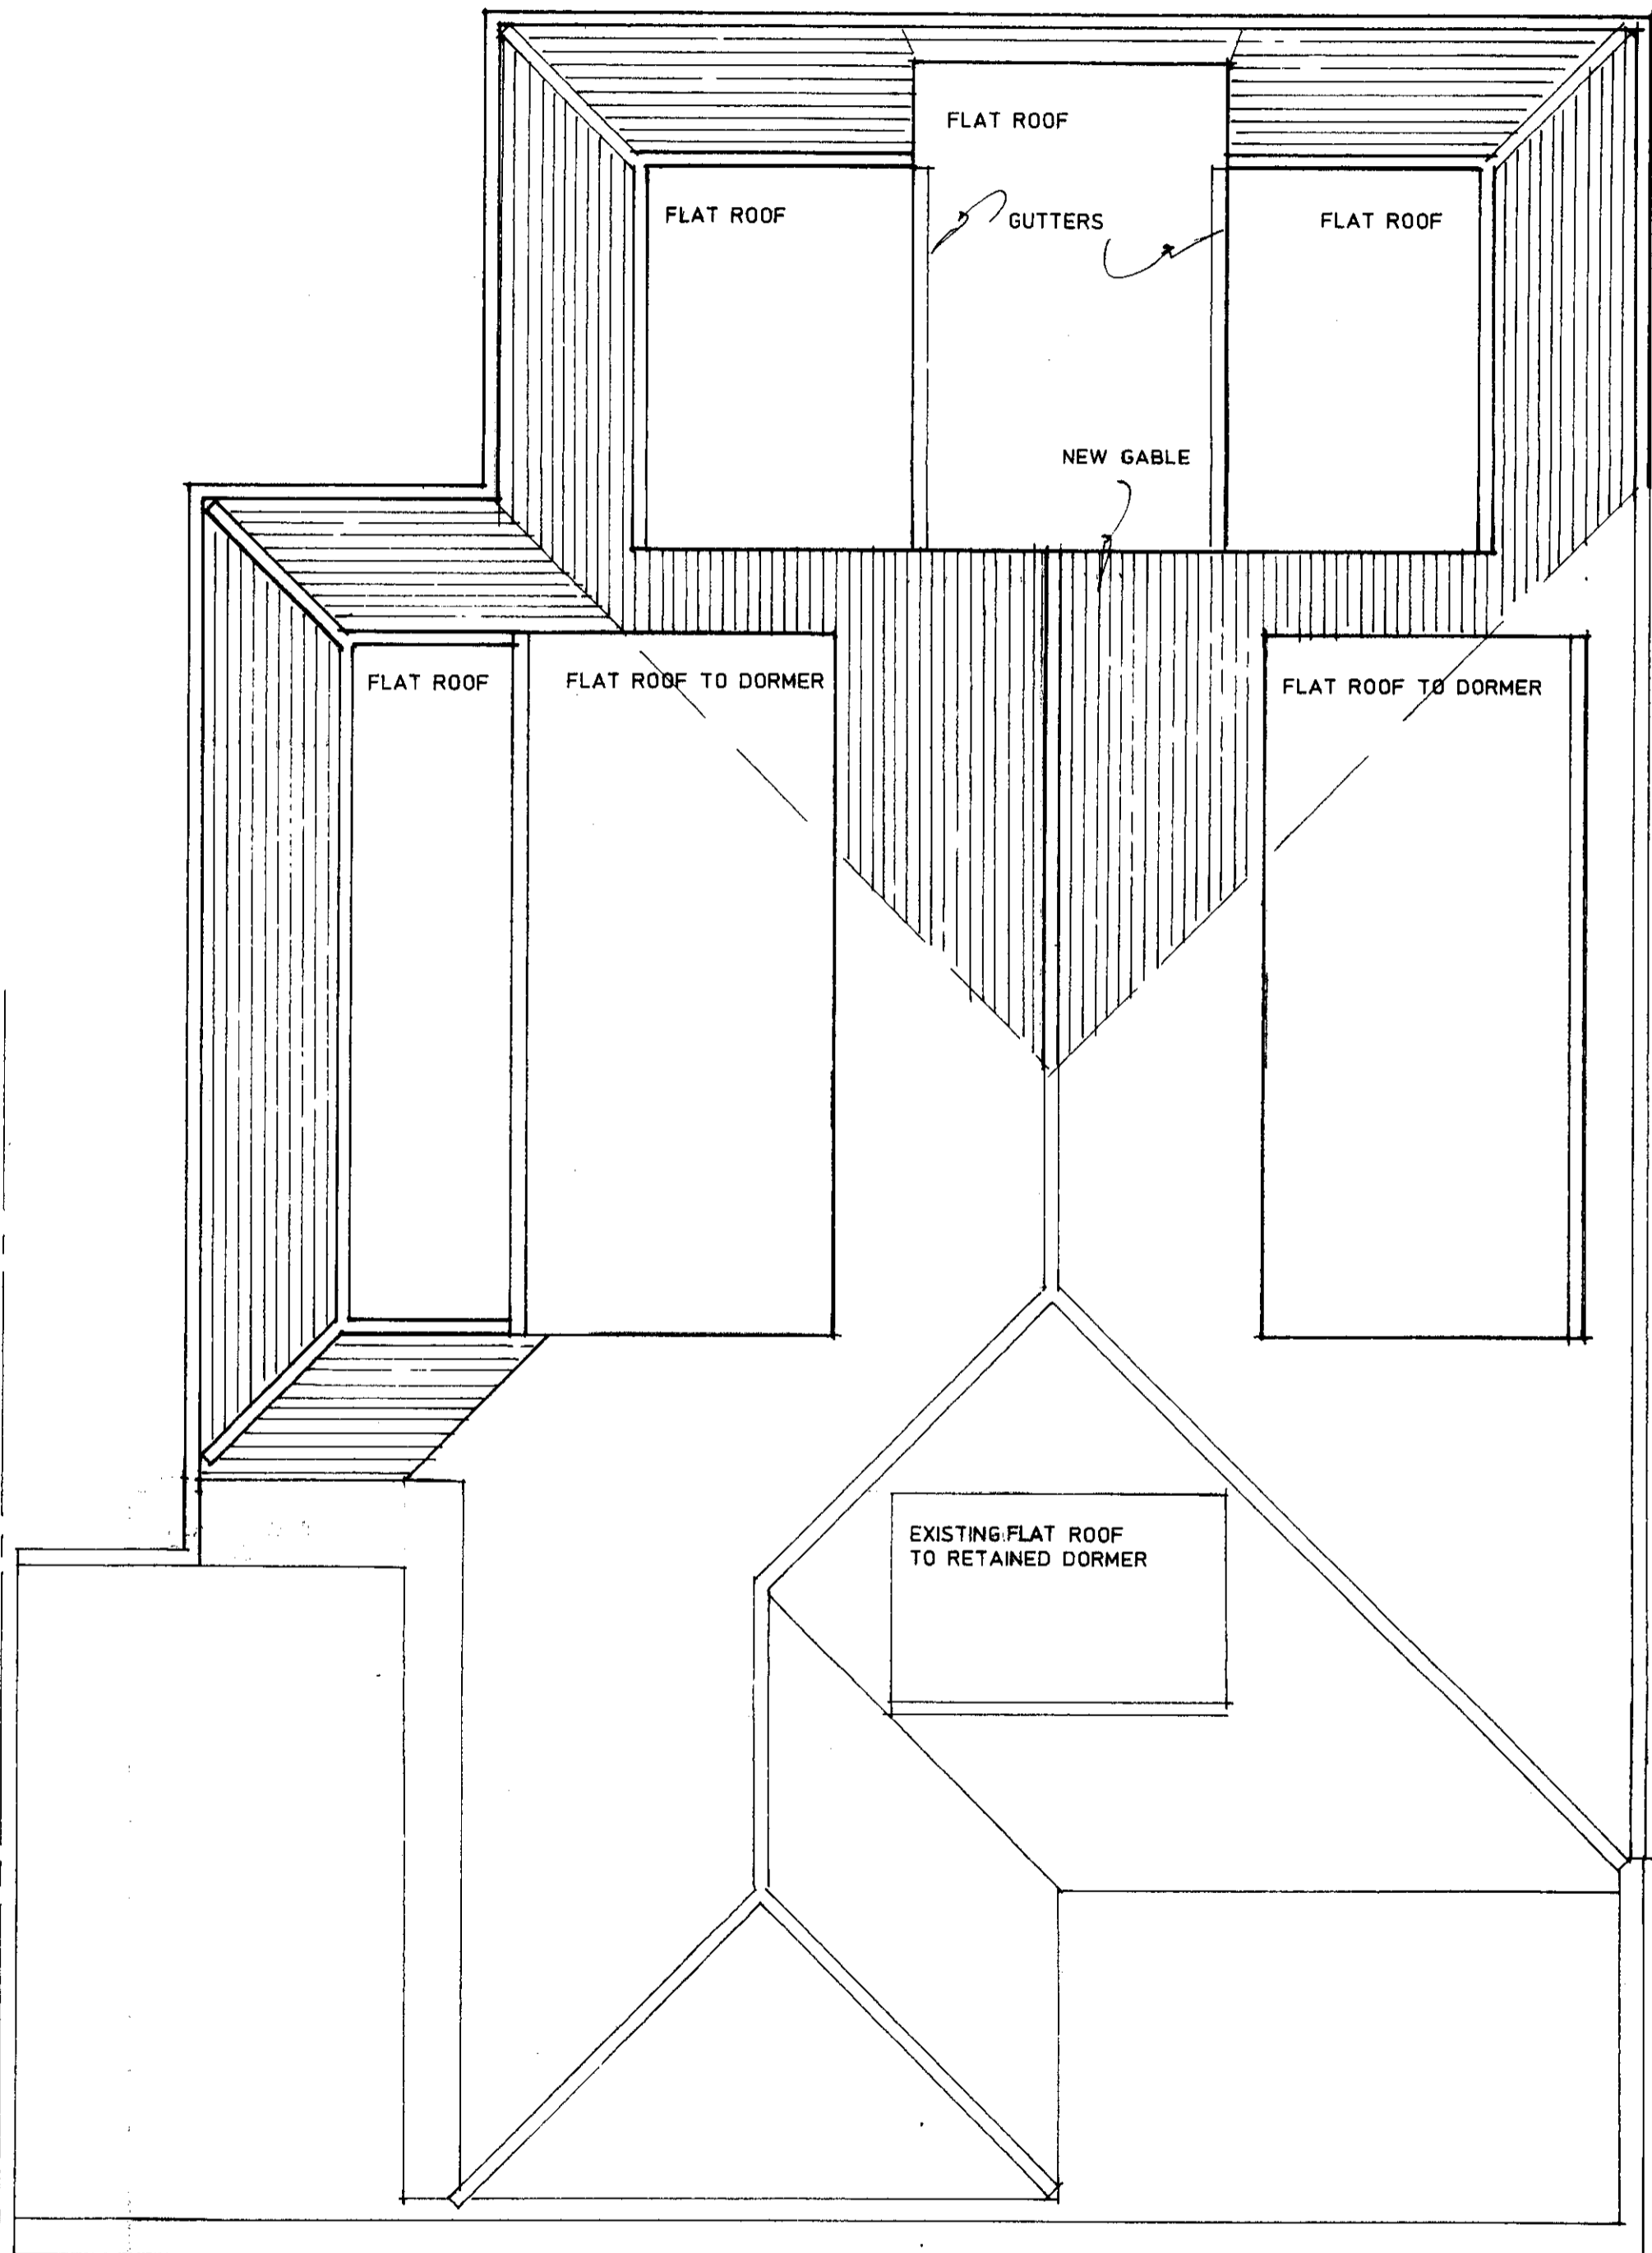 FLAT ROOF
FLAT ROOF
GUTTERS
FLAT ROOF
NEW GABLE
FLAT ROOF
FLAT ROOF TO DORMER
FLAT ROOF TO DORMER
EXISTING FLAT ROOF
TO RETAINED DORMER